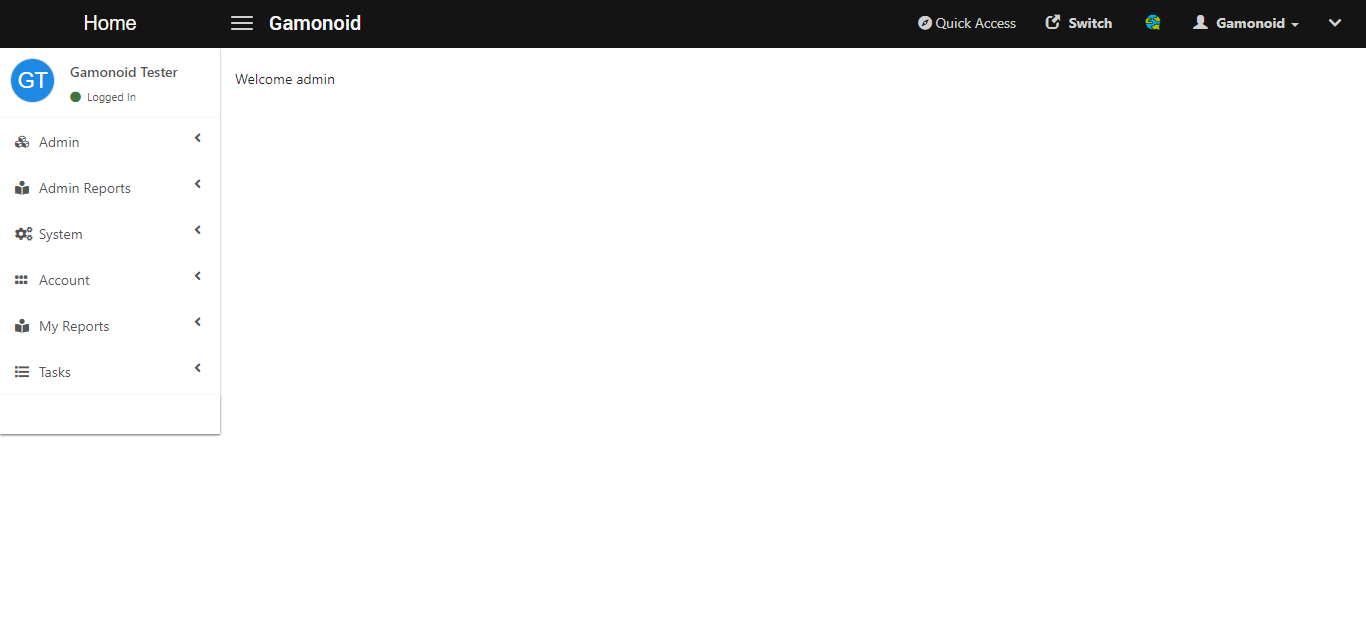 Home
Gamonoid
Quick Access
Switch
Gamonoid
GT
Gamonoid Tester
Logged In
Welcome admin
Admin
Admin Reports
System
Account
My Reports
Tasks